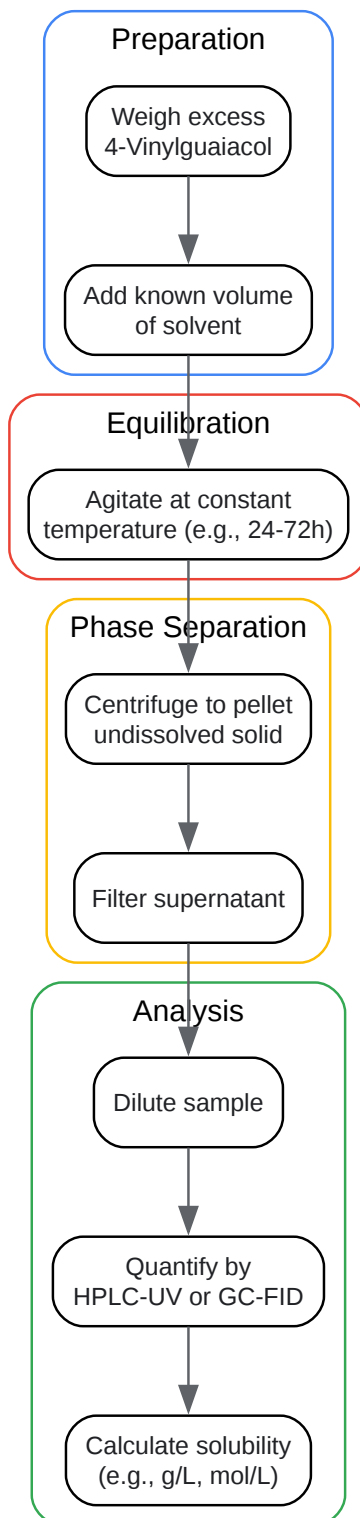 Preparation
Weigh excess
4-Vinylguaiacol
Add known volume
of solvent
Equilibration
Agitate at constant
temperature (e.g., 24-72h)
Phase Separation
Centrifuge to pellet
undissolved solid
Filter supernatant
Analysis
Dilute sample
Quantify by
HPLC-UV or GC-FID
Calculate solubility
(e.g., g/L, mol/L)